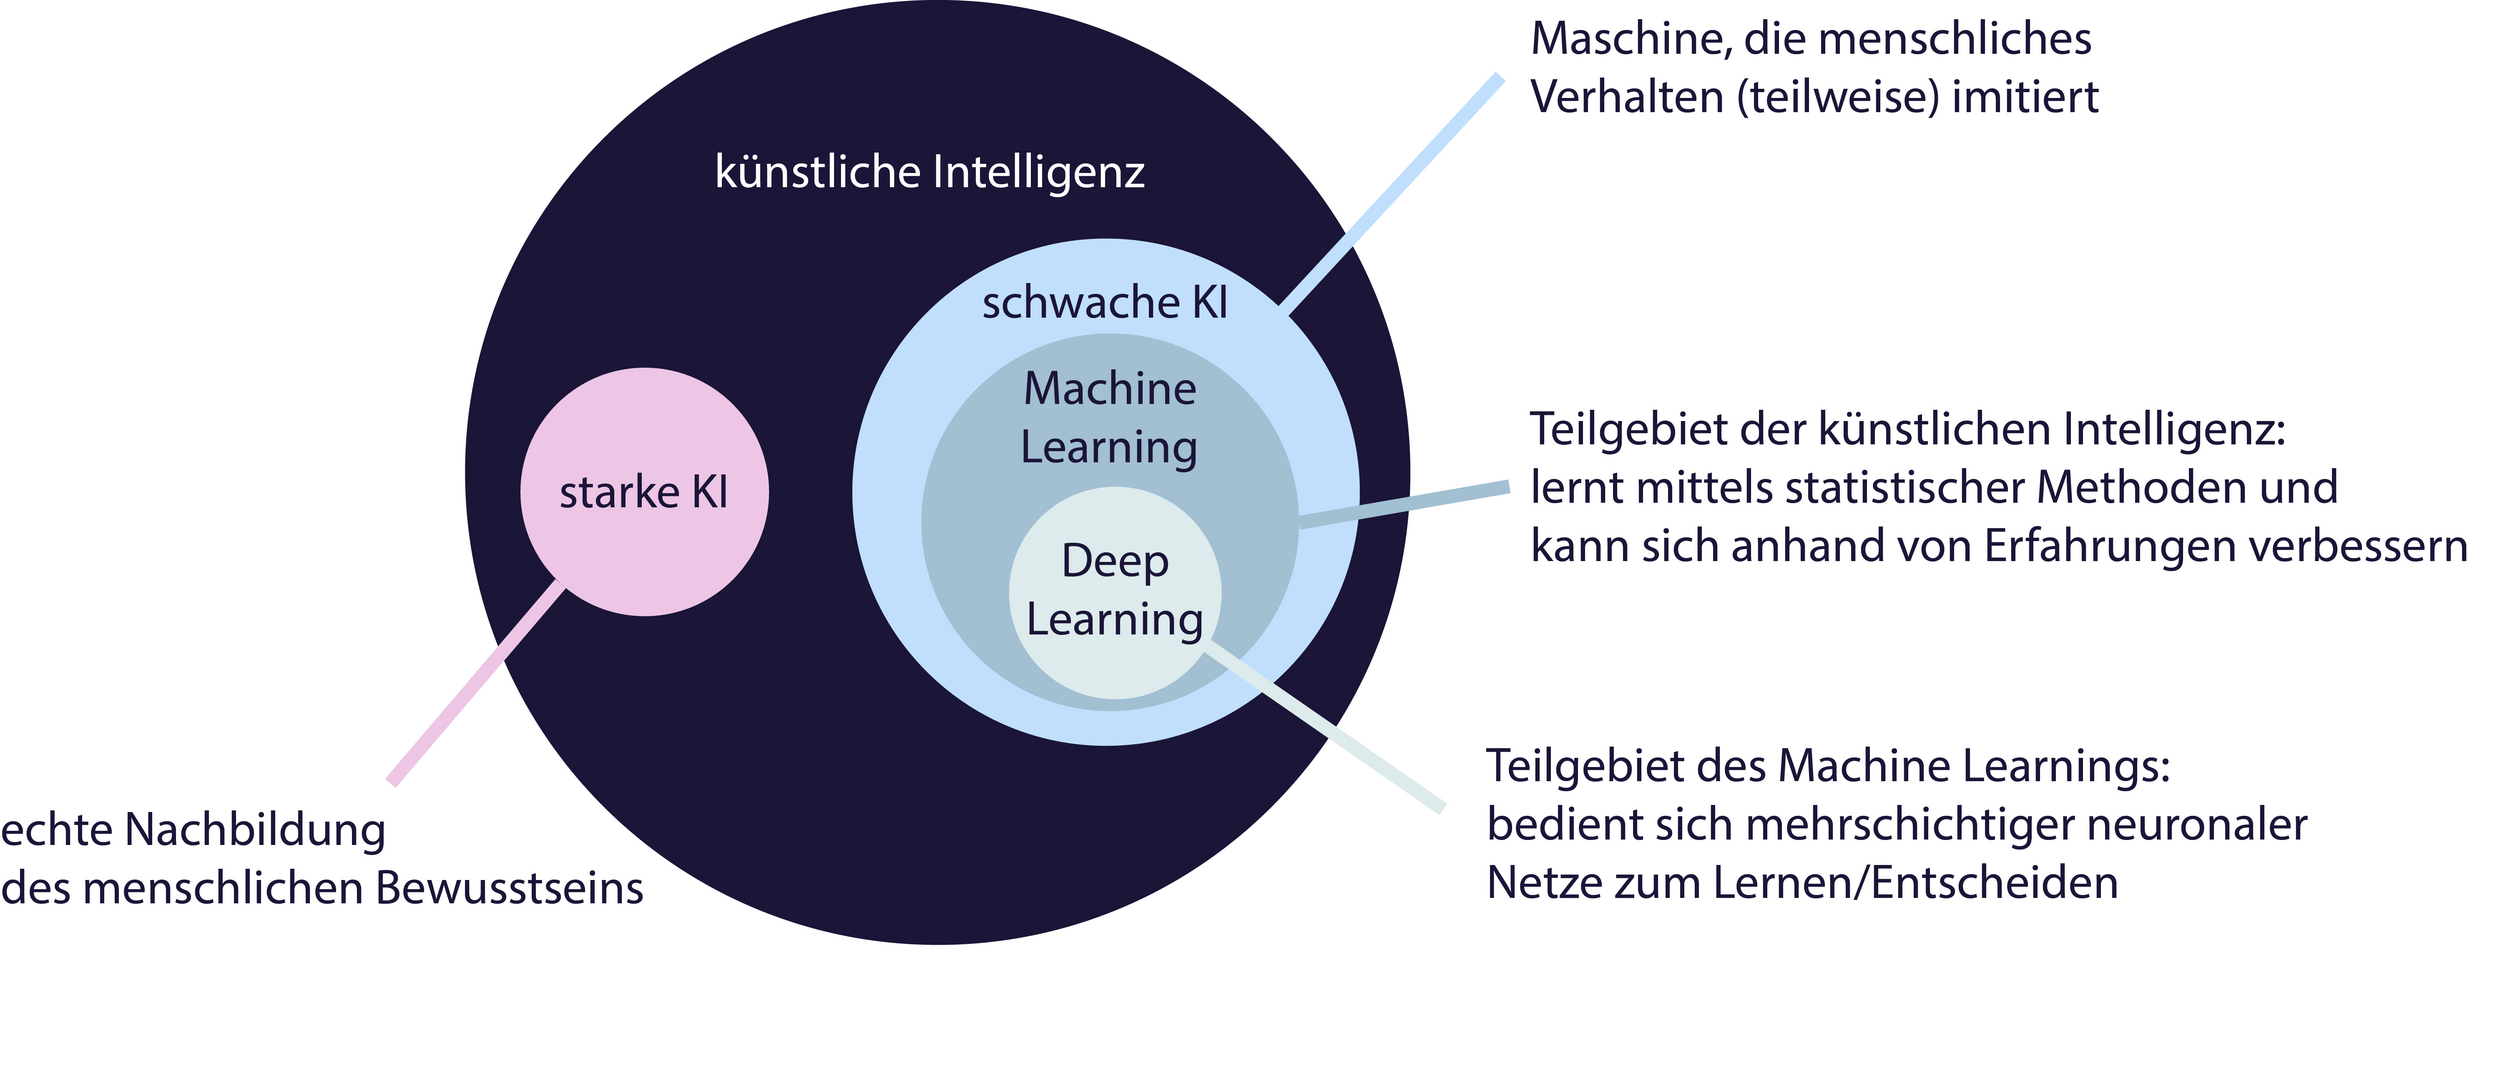 Maschine, die menschliches
Verhalten (teilweise) imitiert
künstliche Intelligenz
schwache KI
Machine
Learning
Teilgebiet der künstlichen Intelligenz:
lernt mittels statistischer Methoden und
kann sich anhand von Erfahrungen verbessern
starke KI
Deep
Learning
Teilgebiet des Machine Learnings:
bedient sich mehrschichtiger neuronaler
Netze zum Lernen/Entscheiden
echte Nachbildung
des menschlichen Bewusstseins